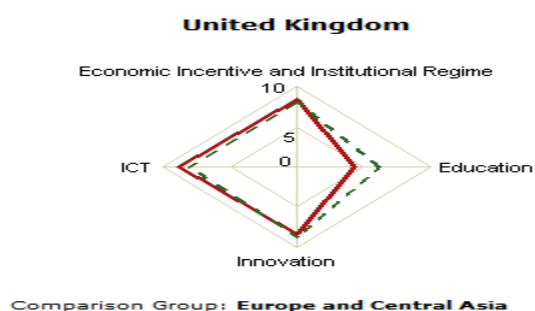 United Kingdom
Economic Incentive and Institutional Regime
10
5
0
ICT
Education
Innovation
Comparison Group: Europe and Central Asia